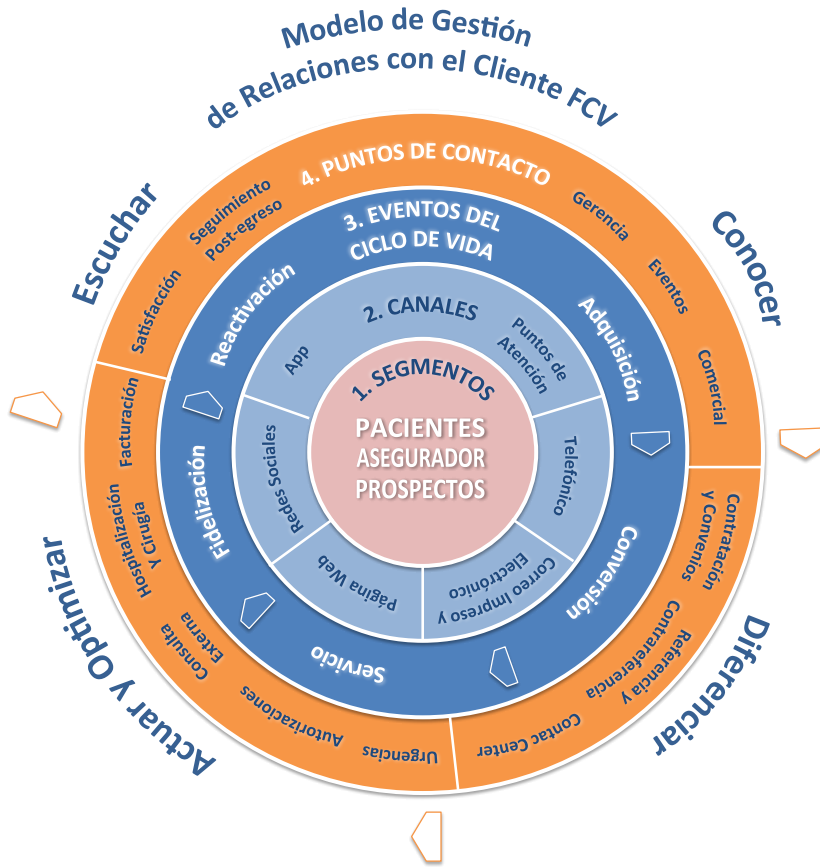 Modelo de Gestión
de Relaciones con el Cliente FCV
Escuchar
Conocer
Diferenciar
Actuar y Optimizar
4. PUNTOS DE CONTACTO
Gerencia
Eventos
Comercial
Contratación
y Convenios
Referencia y
Contrareferencia
Contac Center
Urgencias
Autorizaciones
Consulta
Externa
Hospitalización
Y Cirugía
Facturación
Satisfacción
Seguimiento
Post-egreso
3. EVENTOS DEL
CICLO DE VIDA
Adquisición
Conversión
Servicio
Fidelización
Reactivación
2. CANALES
Puntos de
Atención
Telefónico
Correo Impreso y
Electrónico
Página Web
Redes Sociales
App
1. SEGMENTOS
PACIENTES
ASEGURADOR
PROSPECTOS